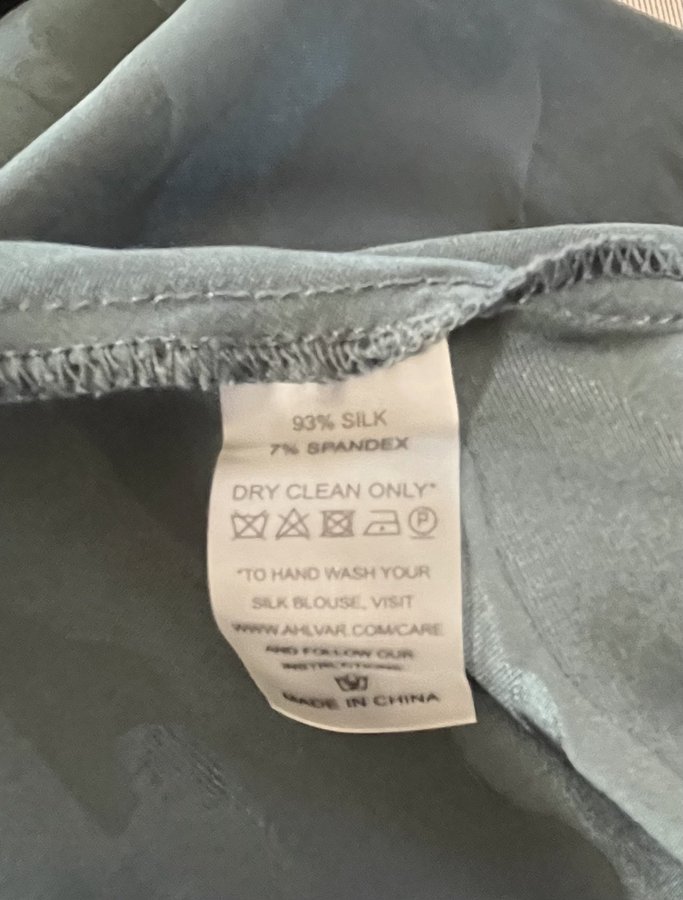 93% SILK
7% SPANDEX
DRY CLEAN ONLY*
P
*TO HAND WASH YOUR
SILK BLOUSE, VISIT
WWW.AHLVAR.COM/CARE
AND FOLLOW OUR
INSTRUCTIONS
MADE IN CHINA